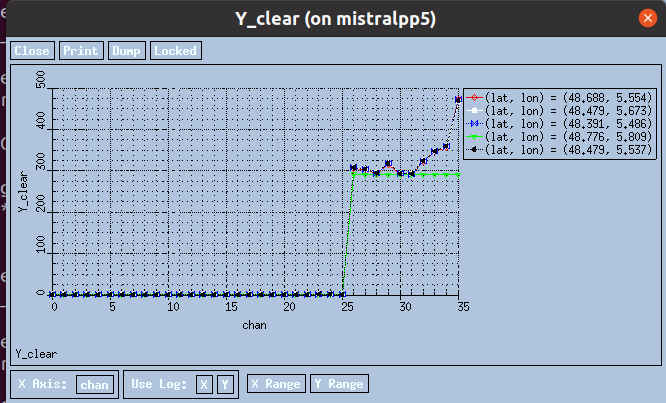 Y_clear (on mistralpp5)
Close Print Dump Locked
500
400
300
200
100
0
Y_clear
0 5 10 15 20 25 30 35
chan
(lat, lon) = (48.688, 5.554)
(lat, lon) = (48.479, 5.673)
(lat, lon) = (48.391, 5.486)
(lat, lon) = (48.776, 5.809)
(lat, lon) = (48.479, 5.537)
Y_clear
X Axis: chan Use Log: X Y X Range Y Range